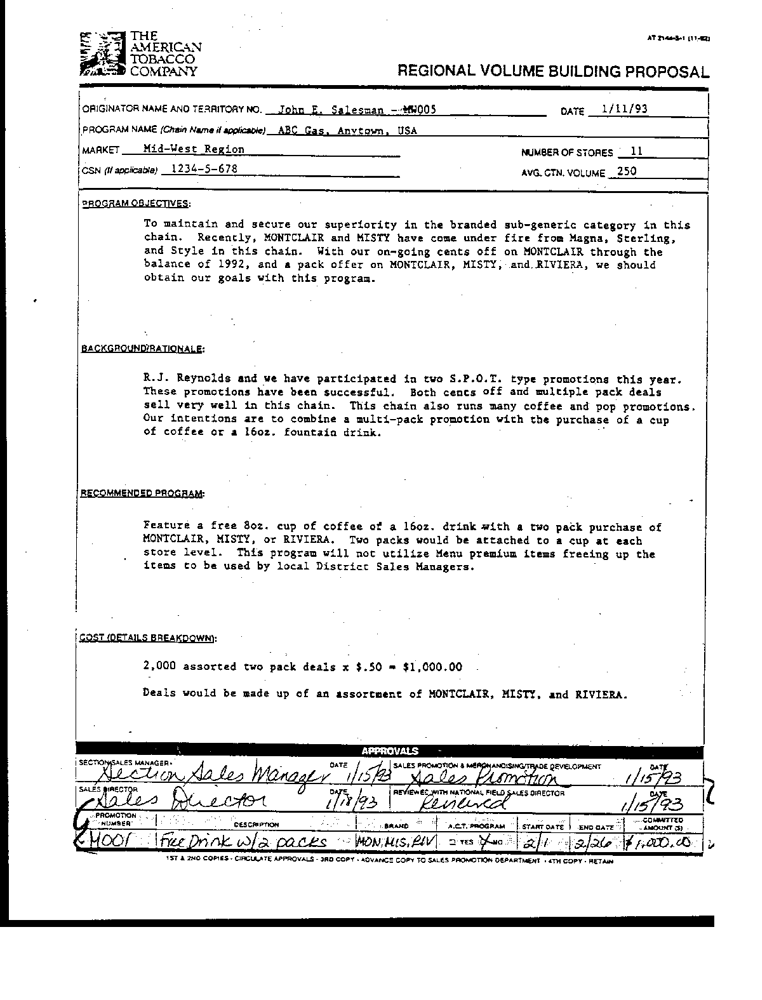 THE
AMERICAN
TOBACCO
COMPANY
AT 2144-S-1 (11-92)
REGIONAL VOLUME BUILDING PROPOSAL
ORIGINATOR NAME AND TERRITORY NO. John E. Salesman - MW005 DATE 1/11/93
PROGRAM NAME (Chain Name if applicable) ABC Gas, Anytown, USA
MARKET Mid-West Region NUMBER OF STORES 11
CSN (If applicable) 1234-5-678 AVG. CTN. VOLUME 250
PROGRAM OBJECTIVES:
To maintain and secure our superiority in the branded sub-generic category in this
chain. Recently, MONTCLAIR and MISTY have come under fire from Magna, Sterling,
and Style in this chain. With our on-going cents off on MONTCLAIR through the
balance of 1992, and a pack offer on MONTCLAIR, MISTY, and RIVIERA, we should
obtain our goals with this program.
BACKGROUND/RATIONALE:
R.J. Reynolds and we have participated in two S.P.O.T. type promotions this year.
These promotions have been successful. Both cents off and multiple pack deals
sell very well in this chain. This chain also runs many coffee and pop promotions.
Our intentions are to combine a multi-pack promotion with the purchase of a cup
of coffee or a 16oz. fountain drink.
RECOMMENDED PROGRAM:
Feature a free 8oz. cup of coffee of a 16oz. drink with a two pack purchase of
MONTCLAIR, MISTY, or RIVIERA. Two packs would be attached to a cup at each
store level. This program will not utilize Menu premium items freeing up the
items to be used by local District Sales Managers.
COST (DETAILS BREAKDOWN):
2,000 assorted two pack deals x $.50 = $1,000.00
Deals would be made up of an assortment of MONTCLAIR, MISTY, and RIVIERA.
APPROVALS
SECTION SALES MANAGER DATE SALES PROMOTION & MERCHANDISING/TRADE DEVELOPMENT DATE
Section Sales Manager 1/15/93 Sales Promotion 1/15/93
SALES DIRECTOR DATE REVIEWED WITH NATIONAL FIELD SALES DIRECTOR DATE
Sales Director 1/18/93 Reviewed 1/15/93
PROMOTION NUMBER DESCRIPTION BRAND A.C.T. PROGRAM START DATE END DATE COMMITTED AMOUNT ($)
4001 Free Drink w/2 packs MON, MIS, RIV YES NO 2/1 2/26 $1,000.00
1ST & 2ND COPIES - CIRCULATE APPROVALS - 3RD COPY - ADVANCE COPY TO SALES PROMOTION DEPARTMENT - 4TH COPY - RETAIN